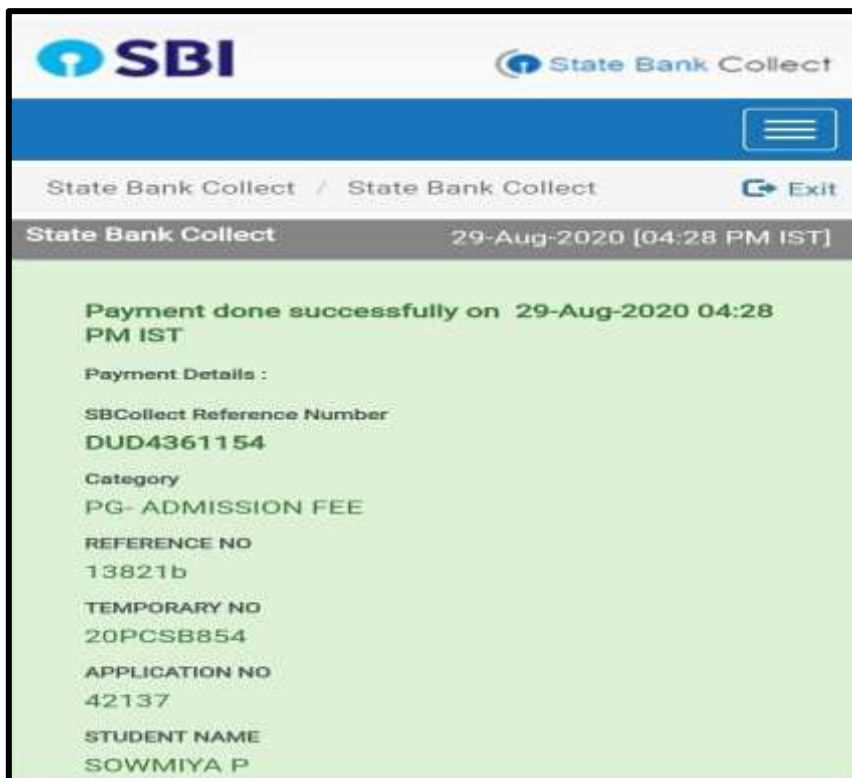 SBI
State Bank Collect
State Bank Collect / State Bank Collect
Exit
State Bank Collect
29-Aug-2020 [04:28 PM IST]
Payment done successfully on 29-Aug-2020 04:28
PM IST
Payment Details :
SBCollect Reference Number
DUD4361154
Category
PG- ADMISSION FEE
REFERENCE NO
13821b
TEMPORARY NO
20PCSB854
APPLICATION NO
42137
STUDENT NAME
SOWMIYA P